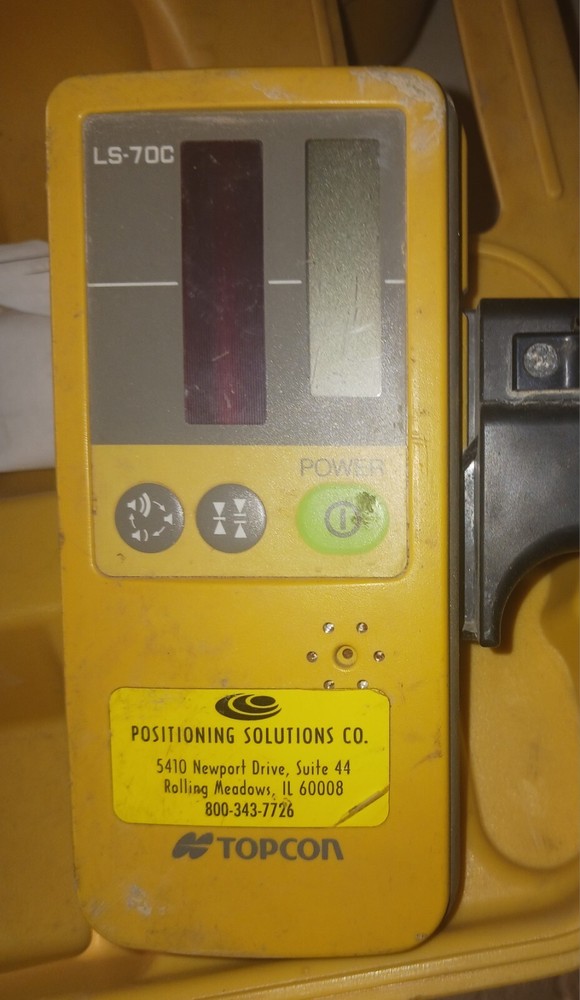 LS-70C
POWER
POSITIONING SOLUTIONS CO.
5410 Newport Drive, Suite 44
Rolling Meadows, IL 60008
800-343-7726
TOPCON